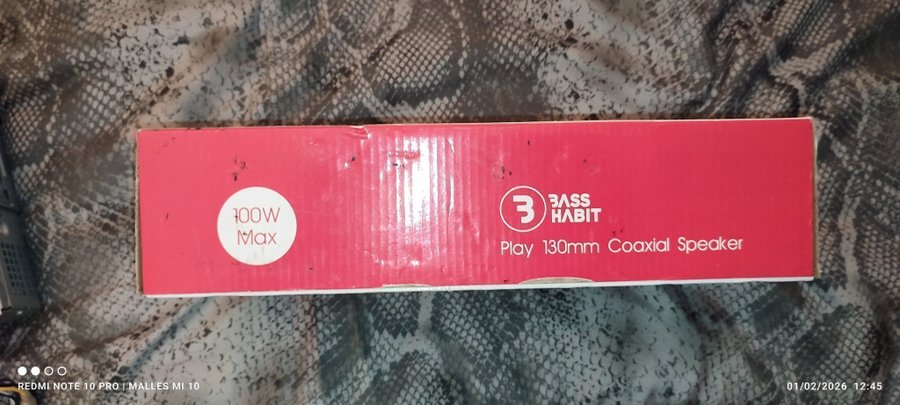 100W
Max
B BASS
HABIT
Play 130mm Coaxial Speaker
REDMI NOTE 10 PRO | MALLES MI 10
01/02/2026 12:45